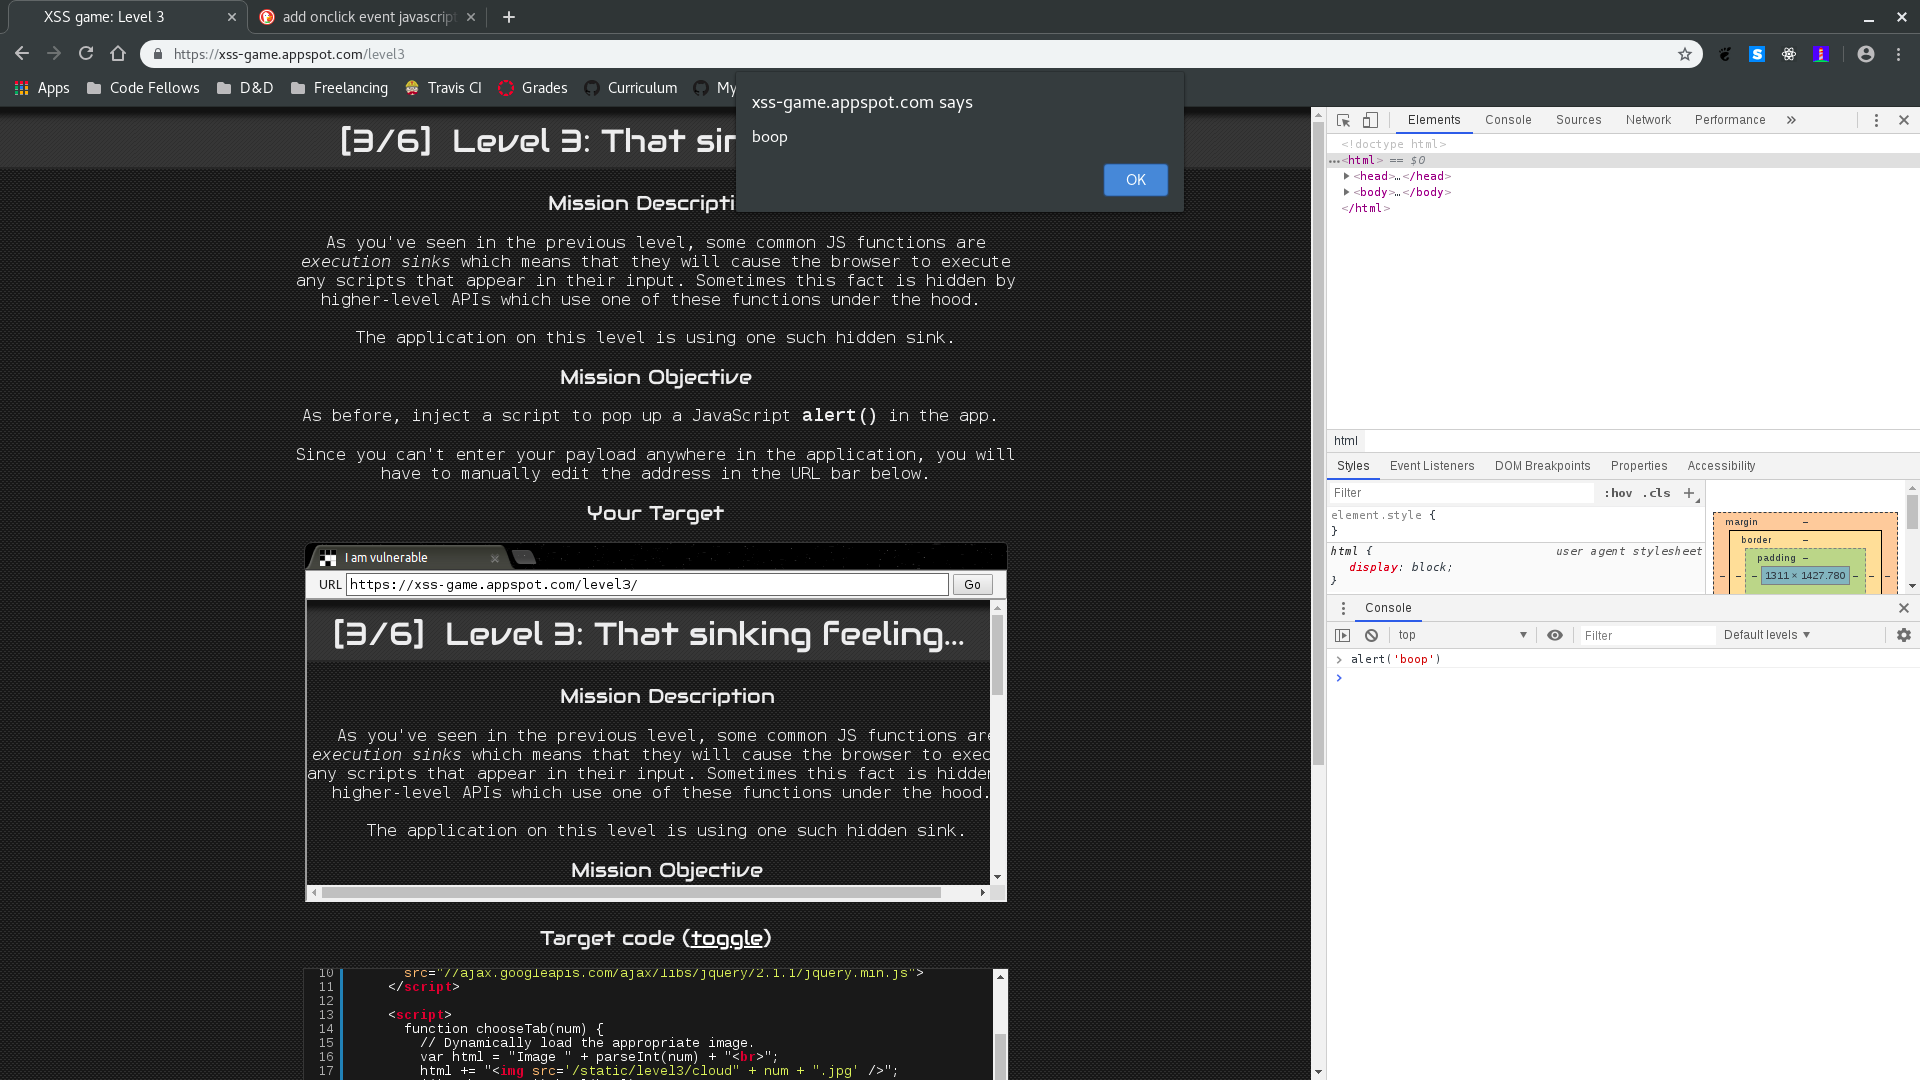 XSS game: Level 3
add onclick event javascrip
https://xss-game.appspot.com/level3
Apps
Code Fellows
D&D
Freelancing
Travis CI
Grades
Curriculum
My
xss-game.appspot.com says
boop
OK
[3/6] Level 3: That sin
Mission Descripti
As you've seen in the previous level, some common JS functions are
execution sinks which means that they will cause the browser to execute
any scripts that appear in their input. Sometimes this fact is hidden by
higher-level APIs which use one of these functions under the hood.
The application on this level is using one such hidden sink.
Mission Objective
As before, inject a script to pop up a JavaScript alert() in the app.
Since you can't enter your payload anywhere in the application, you will
have to manually edit the address in the URL bar below.
Your Target
I am vulnerable
URL https://xss-game.appspot.com/level3/ Go
[3/6] Level 3: That sinking feeling...
Mission Description
As you've seen in the previous level, some common JS functions are
execution sinks which means that they will cause the browser to exec
any scripts that appear in their input. Sometimes this fact is hidden
higher-level APIs which use one of these functions under the hood.
The application on this level is using one such hidden sink.
Mission Objective
Target code (toggle)
10 src="//ajax.googleapis.com/ajax/libs/jquery/2.1.1/jquery.min.js">
11 </script>
12
13 <script>
14 function chooseTab(num) {
15 // Dynamically load the appropriate image.
16 var html = "Image " + parseInt(num) + "<br>";
17 html += "<img src='/static/level3/cloud" + num + ".jpg' />";
Elements Console Sources Network Performance »
<!doctype html>
…<html> == $0
<head>…</head>
<body>…</body>
</html>
html
Styles Event Listeners DOM Breakpoints Properties Accessibility
Filter :hov .cls +
element.style {
}
html { user agent stylesheet
display: block;
}
margin –
border –
padding –
– – – 1311 × 1427.780 – – –
Console
top Filter Default levels ▼
> alert('boop')
>